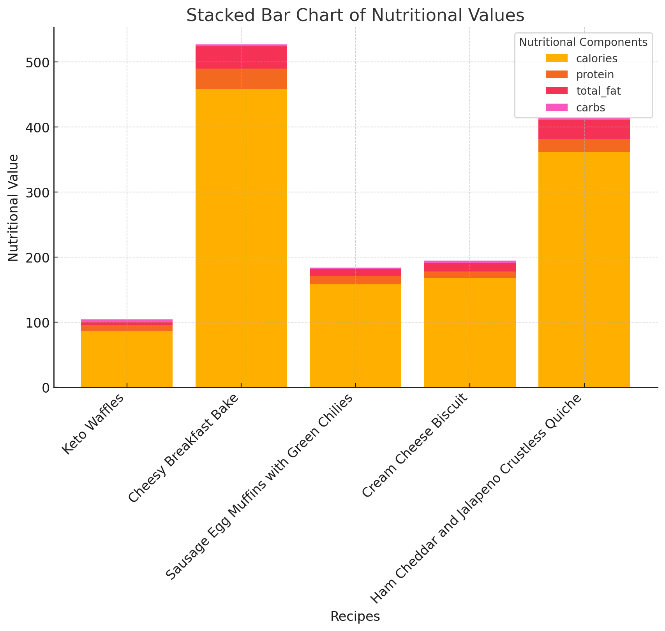 Stacked Bar Chart of Nutritional Values
Nutritional Components
calories
protein
total_fat
carbs
Nutritional Value
500
400
300
200
100
0
Keto Waffles
Cheesy Breakfast Bake
Sausage Egg Muffins with Green Chilies
Cream Cheese Biscuit
Ham Cheddar and Jalapeno Crustless Quiche
Recipes